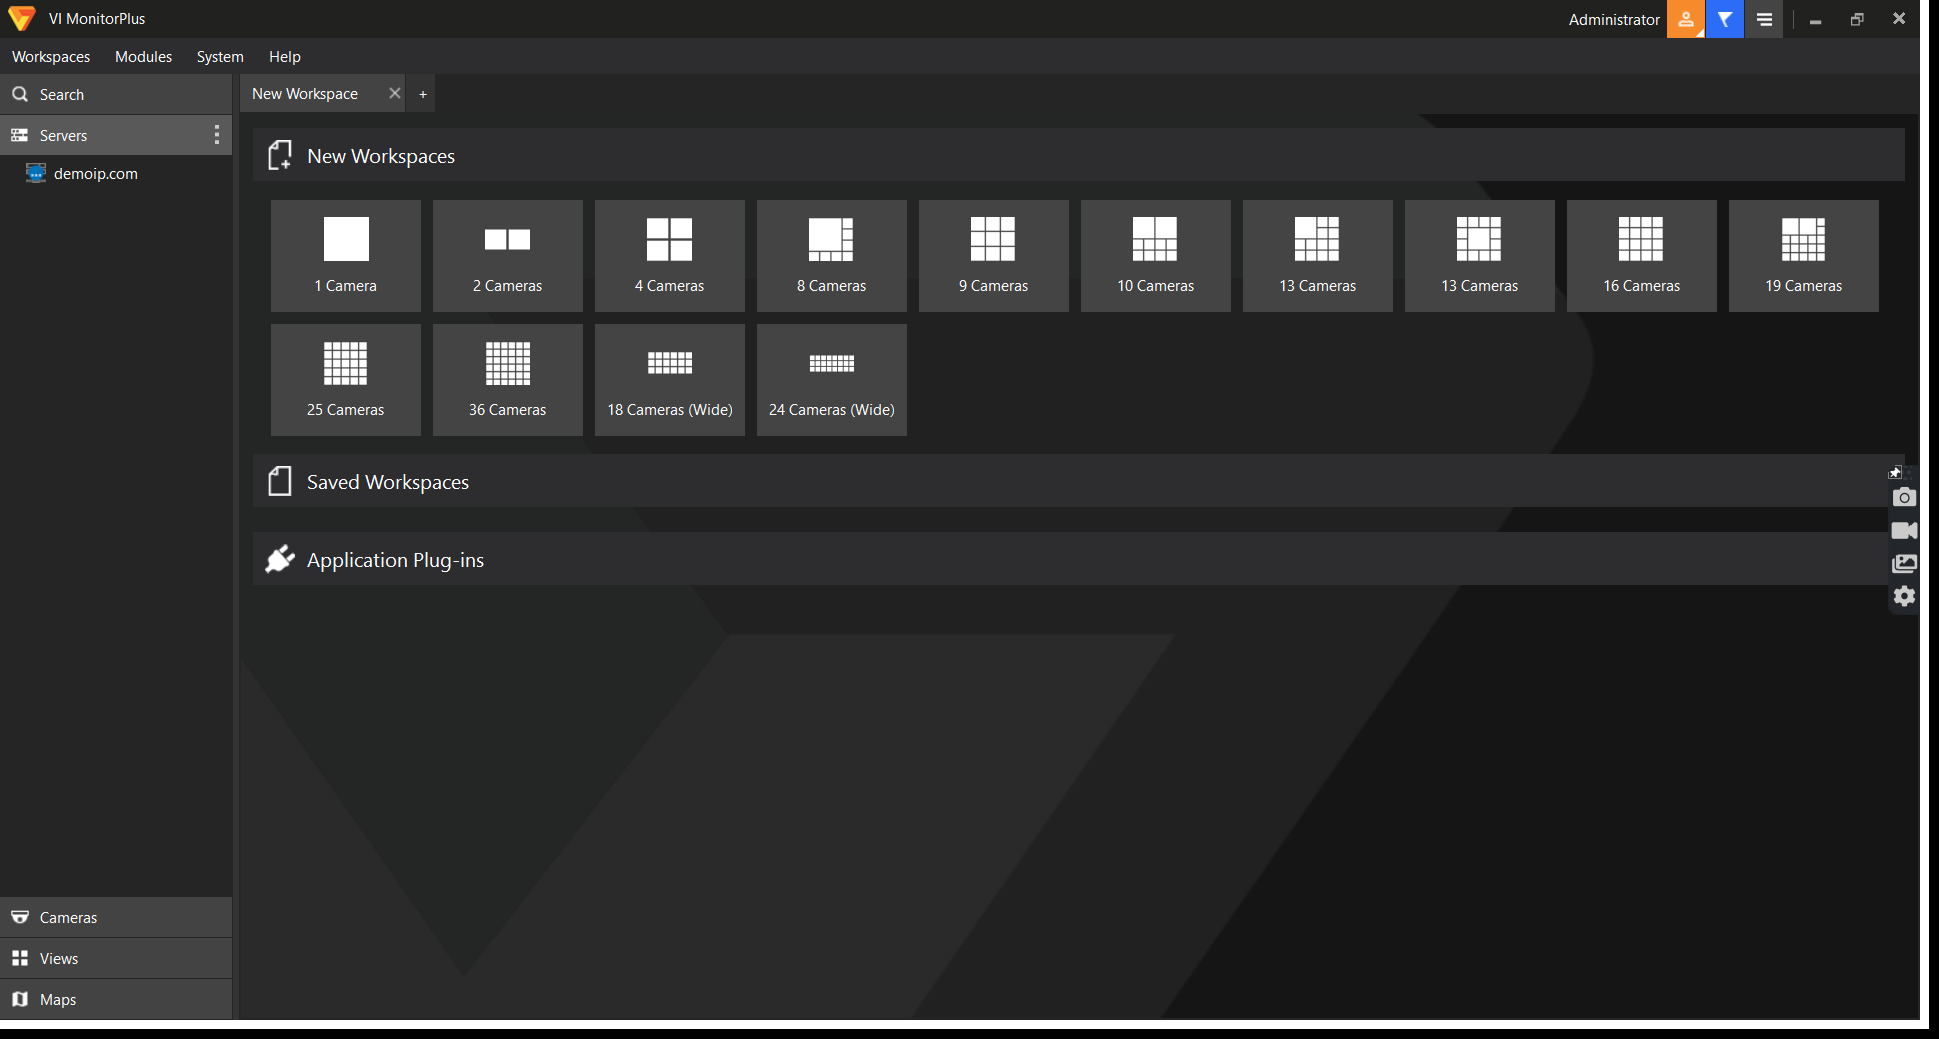 VI MonitorPlus
Administrator
Workspaces Modules System Help
Search
Servers
demoip.com
Cameras
Views
Maps
New Workspace +
New Workspaces
1 Camera
2 Cameras
4 Cameras
8 Cameras
9 Cameras
10 Cameras
13 Cameras
13 Cameras
16 Cameras
19 Cameras
25 Cameras
36 Cameras
18 Cameras (Wide)
24 Cameras (Wide)
Saved Workspaces
Application Plug-ins